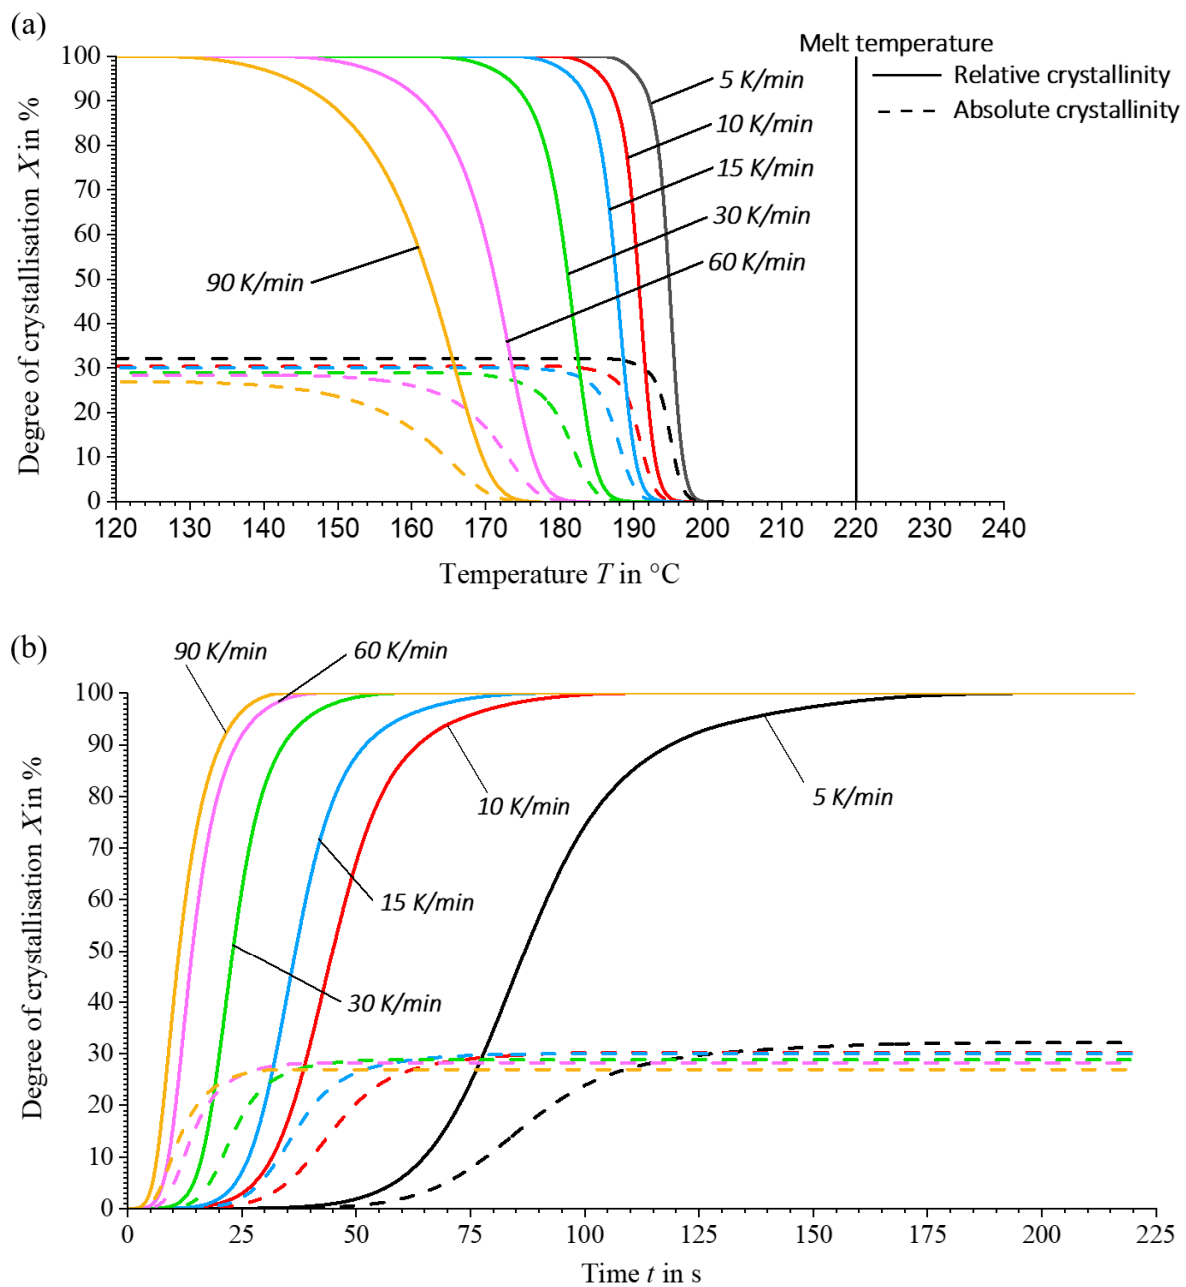 (a)
Degree of crystallisation X in %
100
90
80
70
60
50
40
30
20
10
0
Melt temperature
Relative crystallinity
Absolute crystallinity
5 K/min
10 K/min
15 K/min
30 K/min
60 K/min
90 K/min
120 130 140 150 160 170 180 190 200 210 220 230 240
Temperature T in °C
(b)
Degree of crystallisation X in %
90 K/min
60 K/min
100
90
80
70
60
50
40
30
20
10
0
5 K/min
10 K/min
15 K/min
30 K/min
0 25 50 75 100 125 150 175 200 225
Time t in s